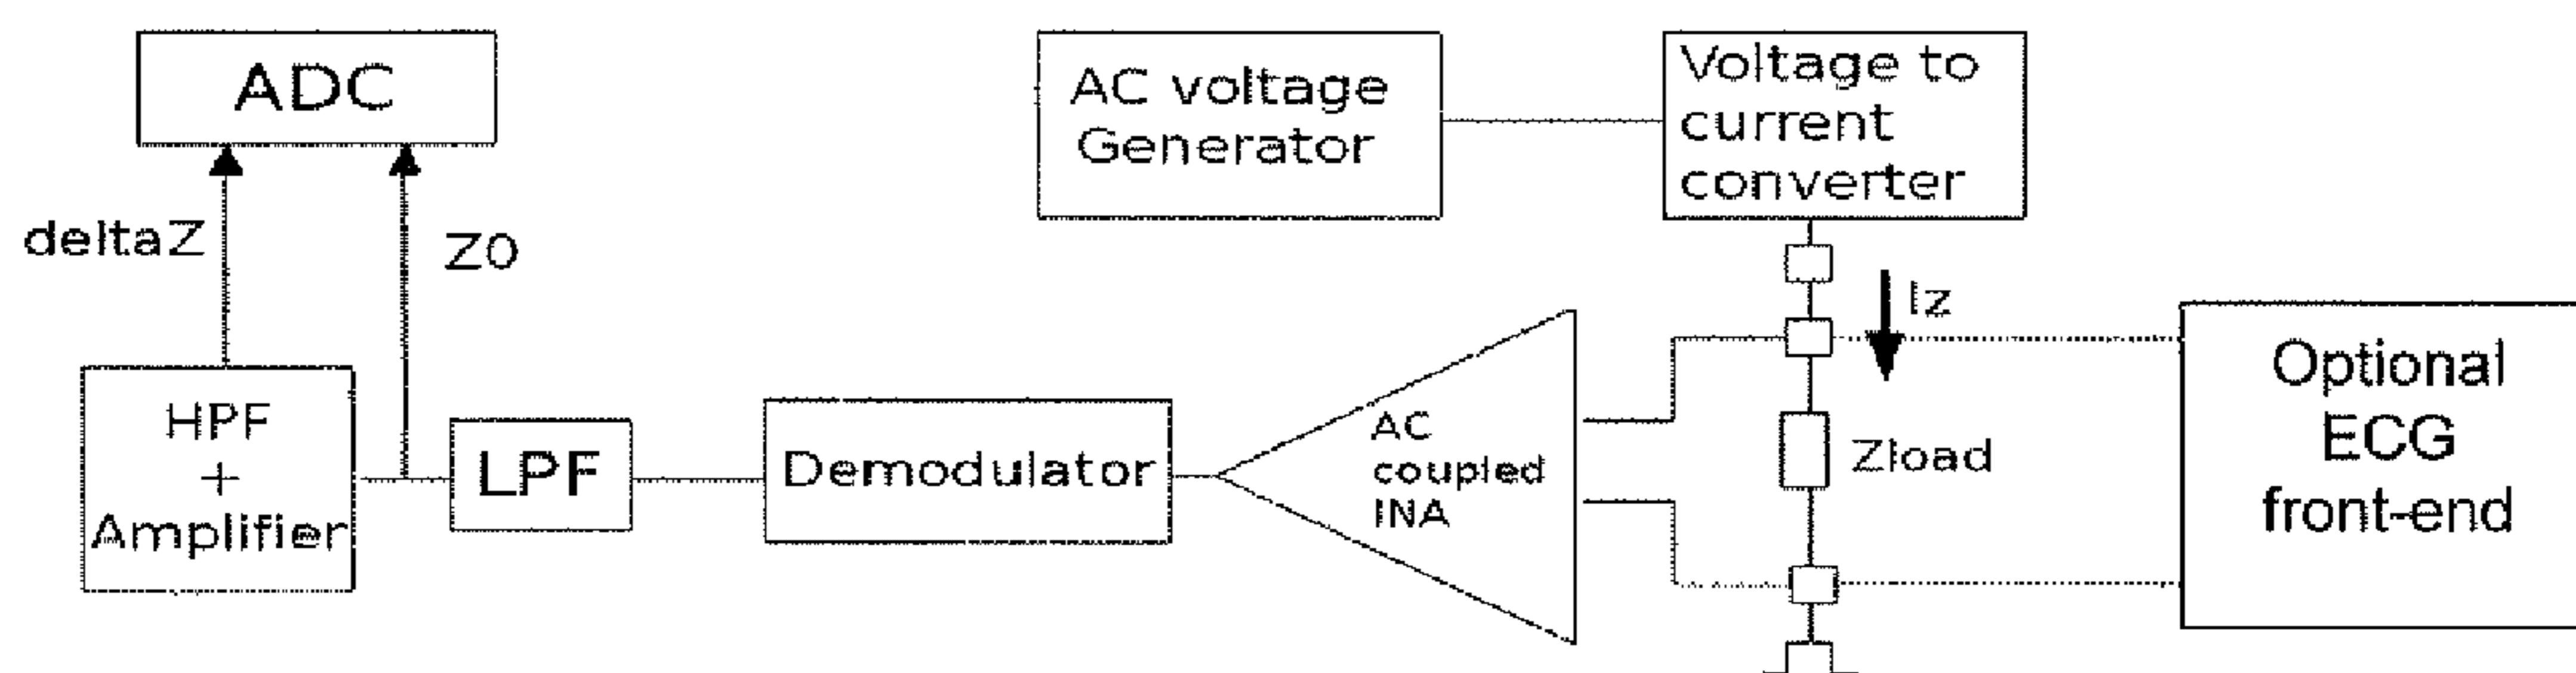 ADC
AC voltage
Generator
Voltage to
current
converter
deltaZ
Z0
Iz
HPF
+
Amplifier
LPF
Demodulator
AC
coupled
INA
Zload
Optional
ECG
front-end